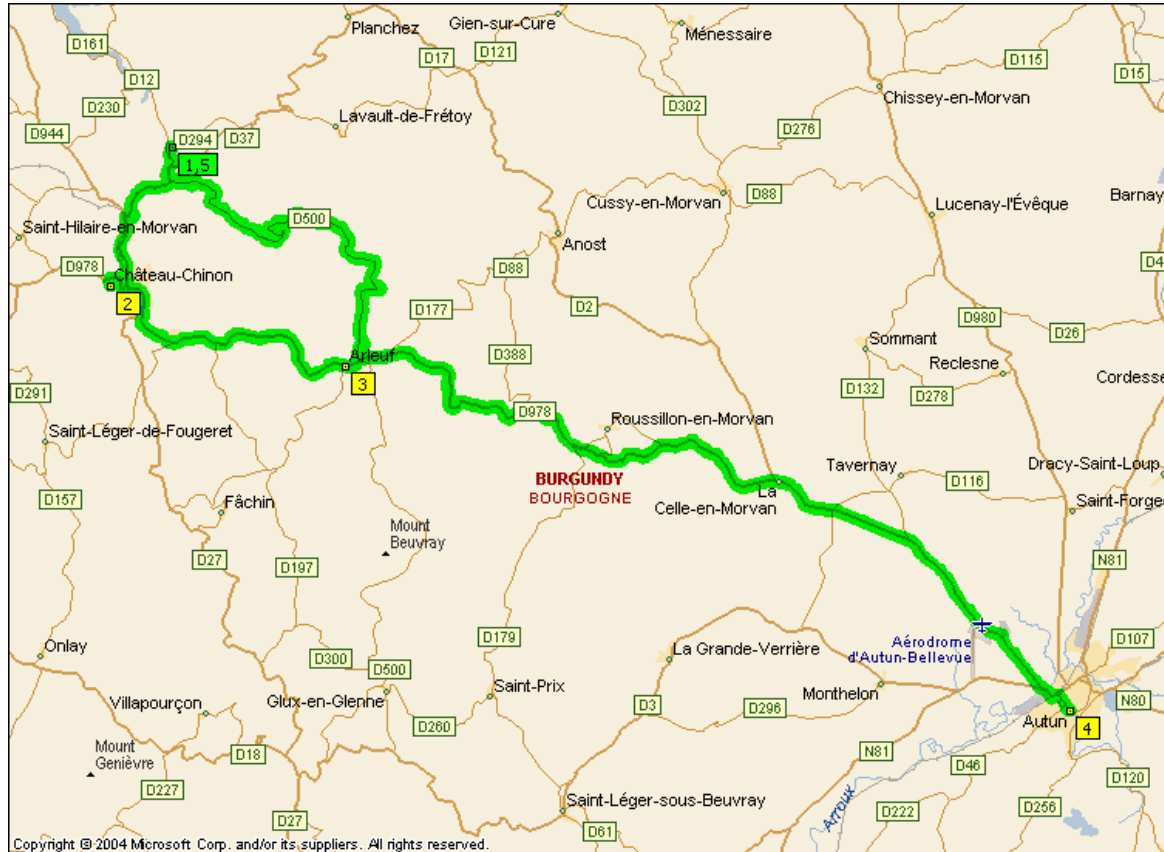 Planchez
Gien-sur-Cure
Ménessaire
D161
D121
D17
D115
D15
D12
D230
D302
Chissey-en-Morvan
Lavault-de-Frétoy
D944
D294
D37
D276
1,5
D88
Cussy-en-Morvan
Barnay
Lucenay-l'Évêque
D500
Saint-Hilaire-en-Morvan
Anost
D978
D88
Château-Chinon
2
D177
D2
D980
D26
Sommant
D388
Arleuf
Reclesne
3
Cordesse
D132
D278
D291
D978
Roussillon-en-Morvan
Saint-Léger-de-Fougeret
Tavernay
Dracy-Saint-Loup
BURGUNDY
BOURGOGNE
D116
La
Celle-en-Morvan
D157
Fâchin
Saint-Forge
Mount
Beuvray
D27
D197
N81
Onlay
D179
Aérodrome
d'Autun-Bellevue
D107
D300
La Grande-Verrière
D500
Saint-Prix
Monthelon
Villapourçon
Glux-en-Glenne
D3
D296
N80
Autun
4
D260
Mount
Genièvre
D18
N81
D46
D120
D227
Saint-Léger-sous-Beuvray
Arroux
D222
D256
D27
D61
Copyright © 2004 Microsoft Corp. and/or its suppliers. All rights reserved.